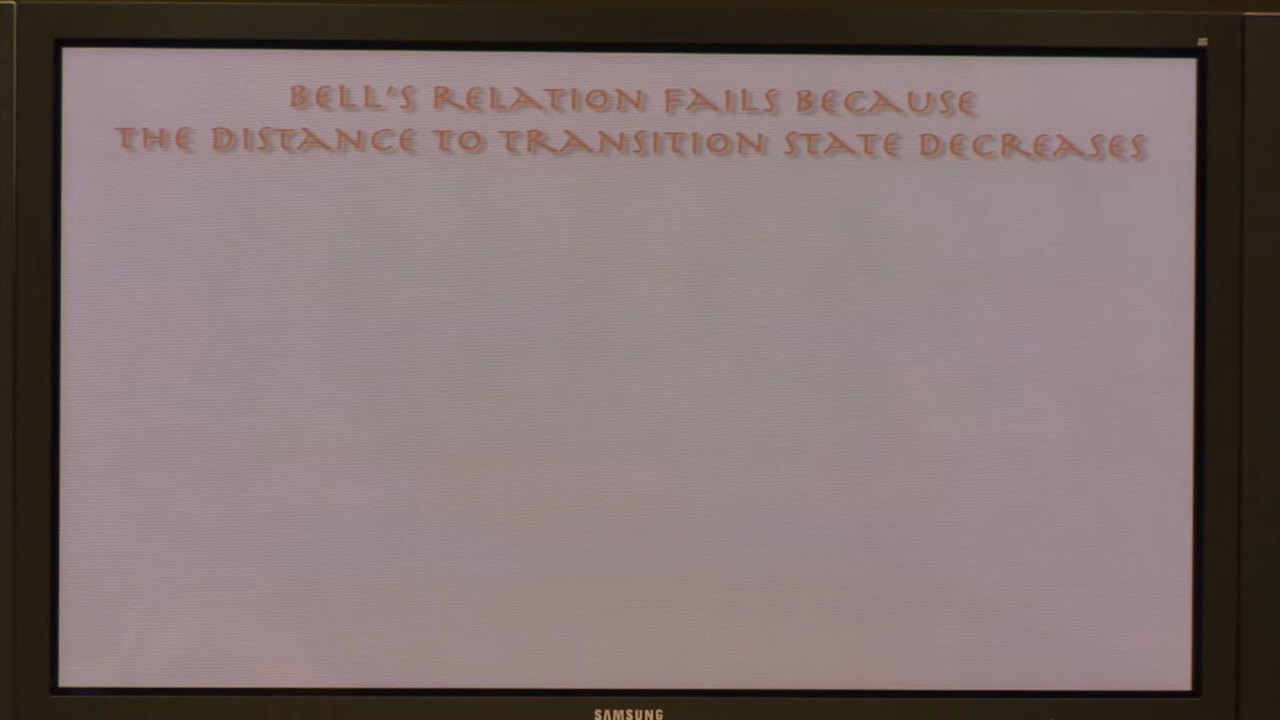 BELL'S RELATION FAILS BECAUSE
THE DISTANCE TO TRANSITION STATE DECREASES
SAMSUNG